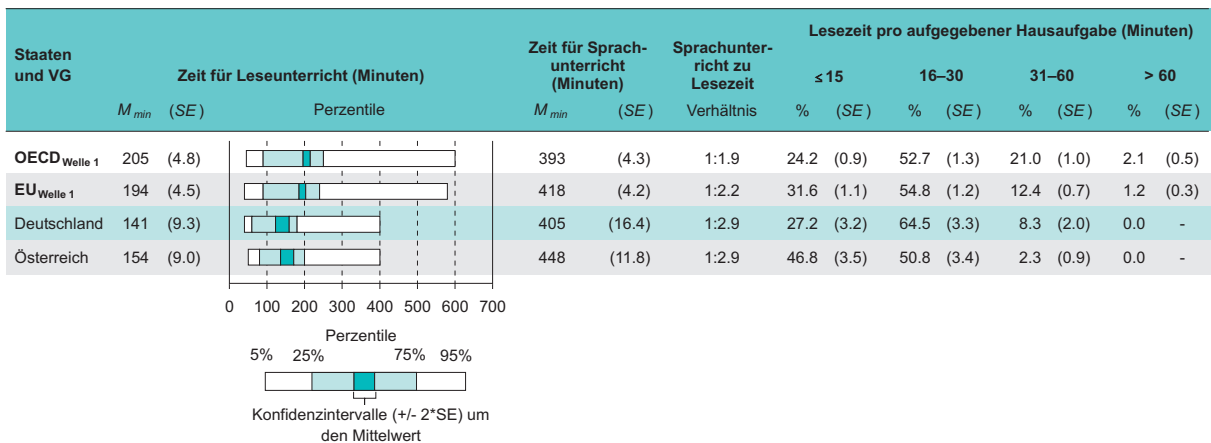 Staaten und VG
Zeit für Leseunterricht (Minuten)
Zeit für Sprach-
unterricht
(Minuten)
Sprachunter-
richt zu
Lesezeit
Lesezeit pro aufgegebener Hausaufgabe (Minuten)
≤ 15 16–30 31–60 > 60
M min (SE) Perzentile M min (SE) Verhältnis % (SE) % (SE) % (SE) % (SE)
OECD Welle 1 205 (4.8) 393 (4.3) 1:1.9 24.2 (0.9) 52.7 (1.3) 21.0 (1.0) 2.1 (0.5)
EU Welle 1 194 (4.5) 418 (4.2) 1:2.2 31.6 (1.1) 54.8 (1.2) 12.4 (0.7) 1.2 (0.3)
Deutschland 141 (9.3) 405 (16.4) 1:2.9 27.2 (3.2) 64.5 (3.3) 8.3 (2.0) 0.0 -
Österreich 154 (9.0) 448 (11.8) 1:2.9 46.8 (3.5) 50.8 (3.4) 2.3 (0.9) 0.0 -
0 100 200 300 400 500 600 700
Perzentile
5% 25% 75% 95%
Konfidenzintervalle (+/- 2*SE) um
den Mittelwert